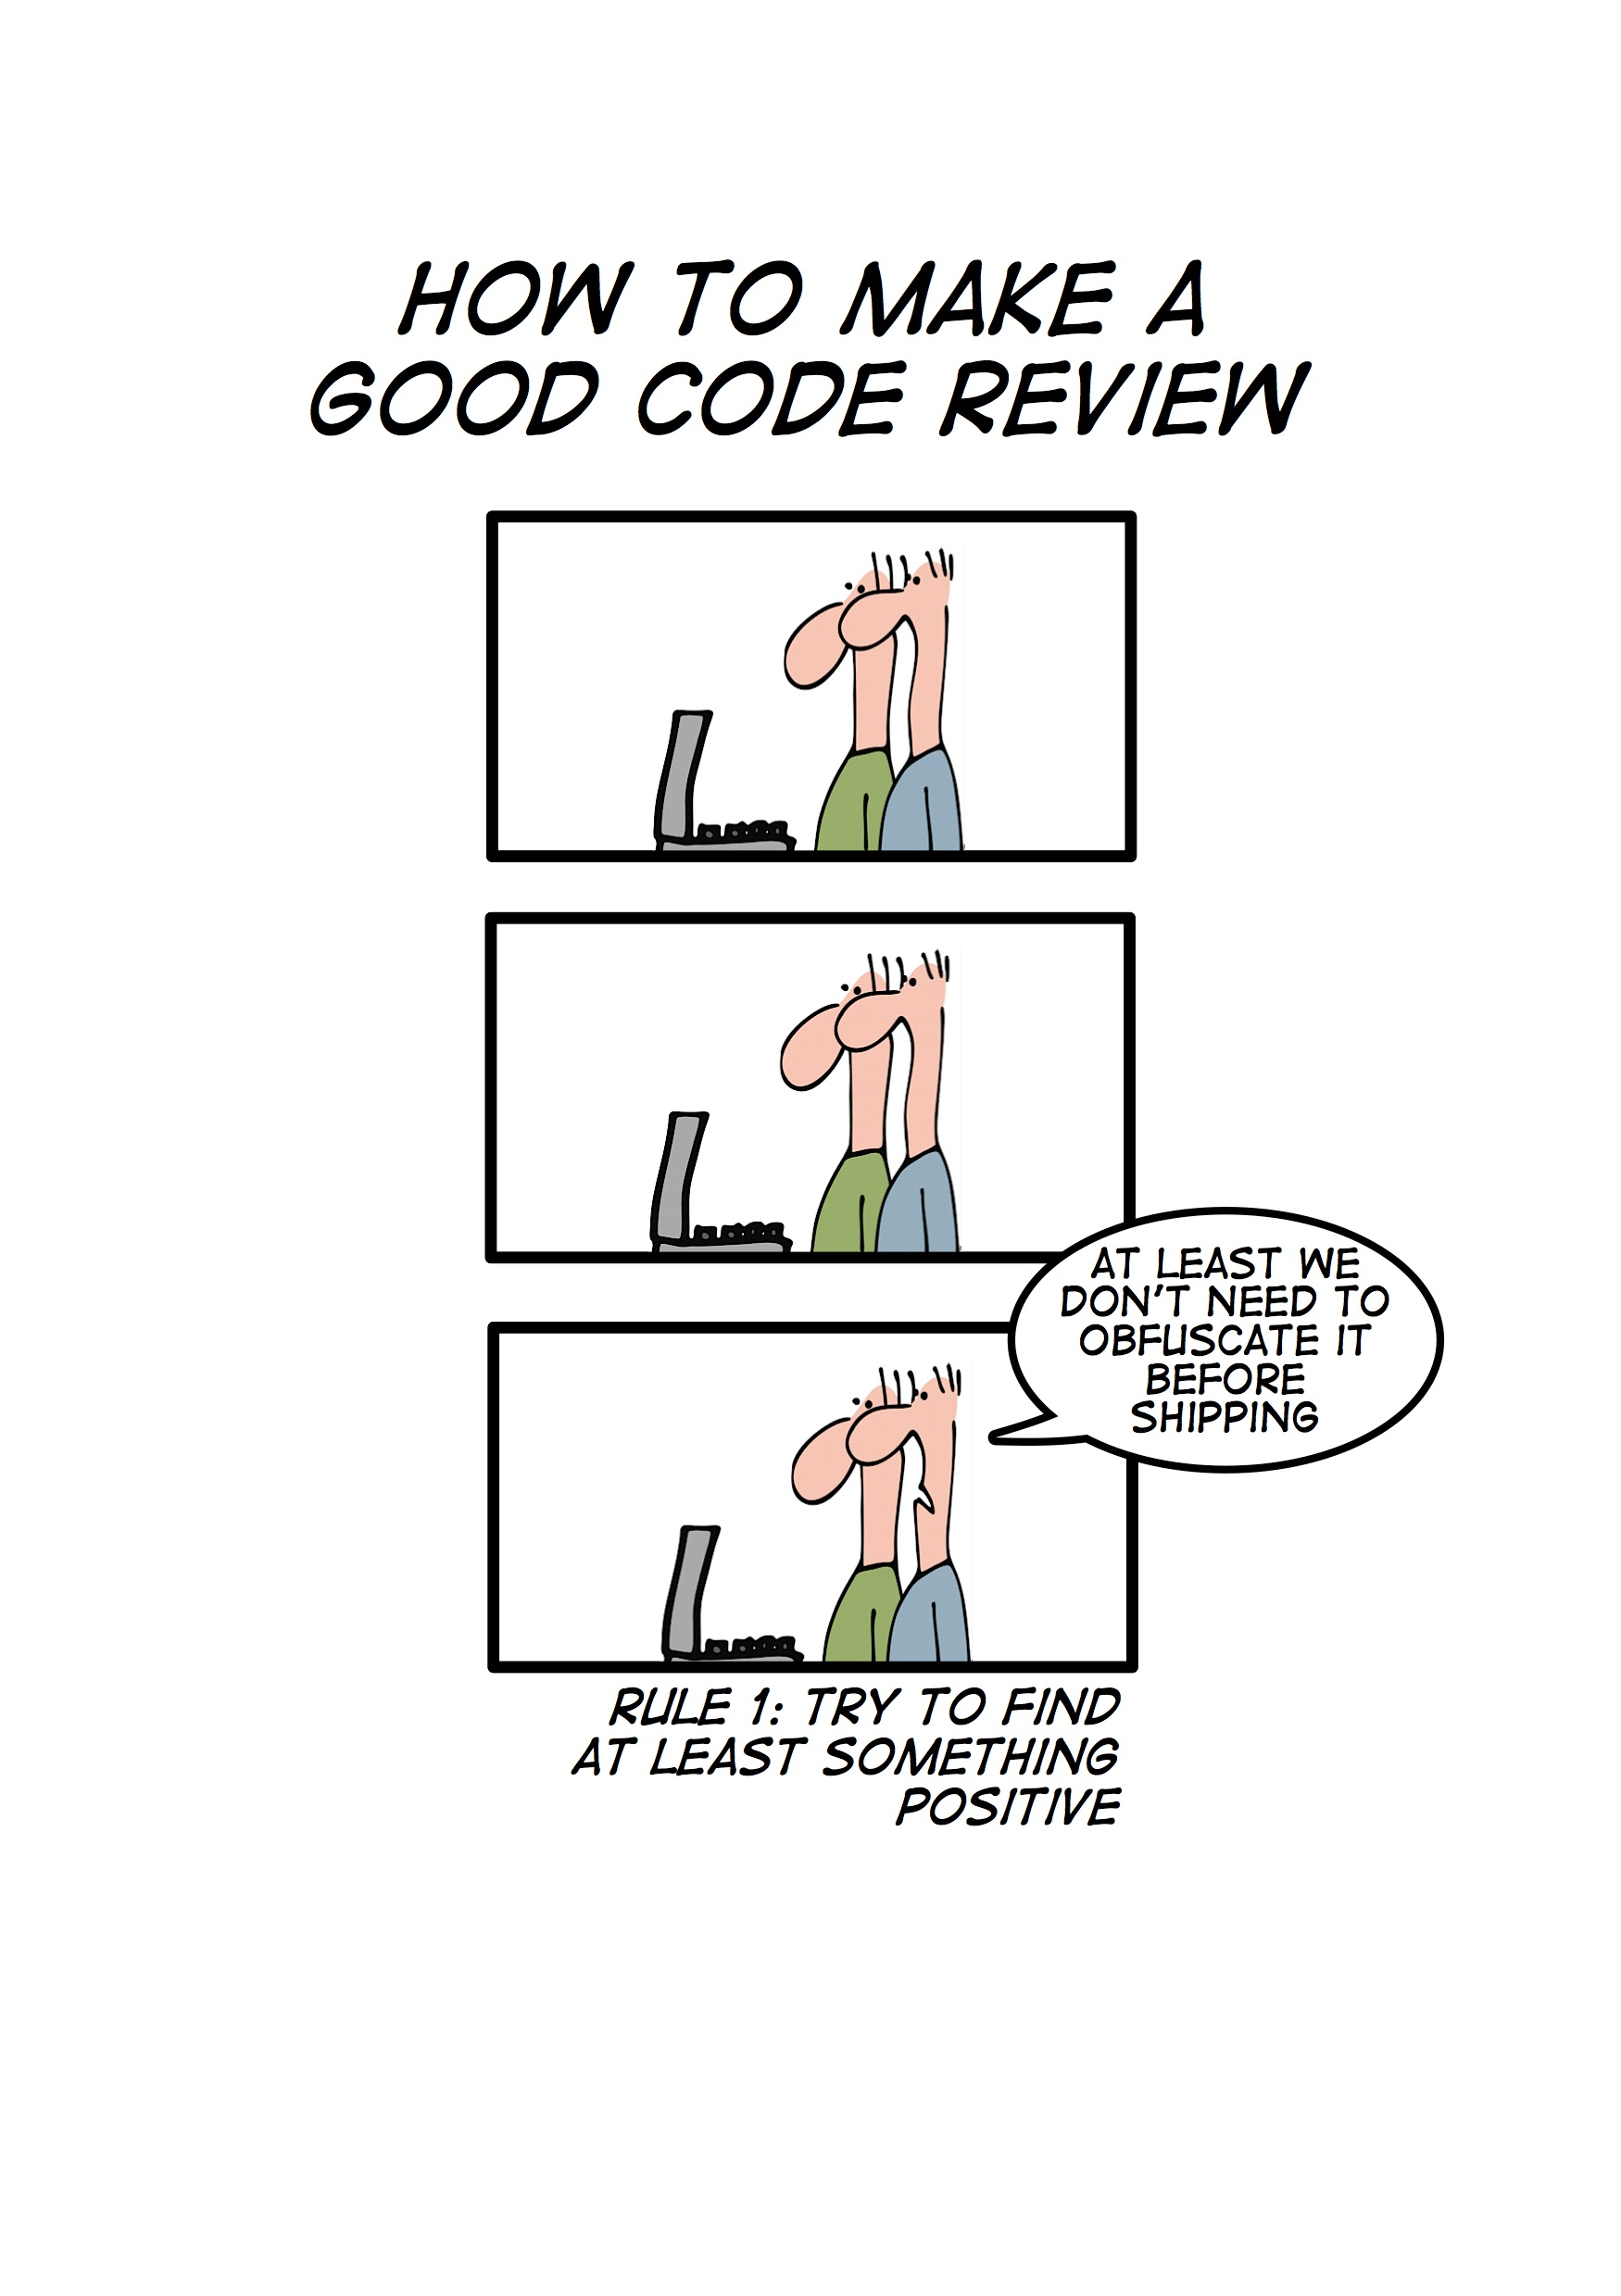 HOW TO MAKE A
GOOD CODE REVIEW
AT LEAST WE
DON'T NEED TO
OBFUSCATE IT
BEFORE
SHIPPING
RULE 1: TRY TO FIND
AT LEAST SOMETHING
POSITIVE